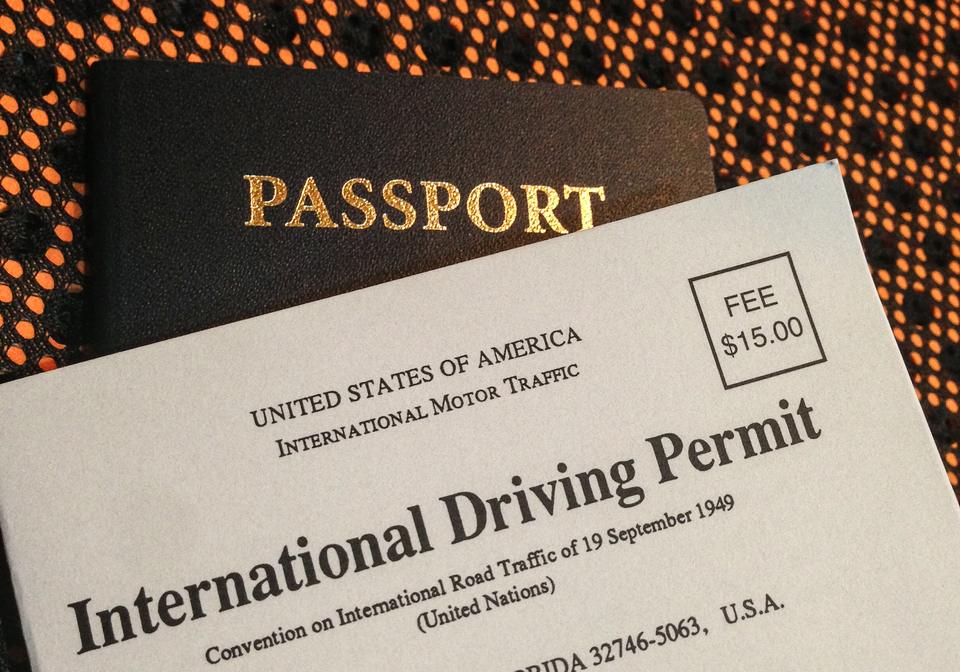 PASSPORT
FEE
$15.00
UNITED STATES OF AMERICA
INTERNATIONAL MOTOR TRAFFIC
International Driving Permit
Convention on International Road Traffic of 19 September 1949
(United Nations)
32746-5063, U.S.A.